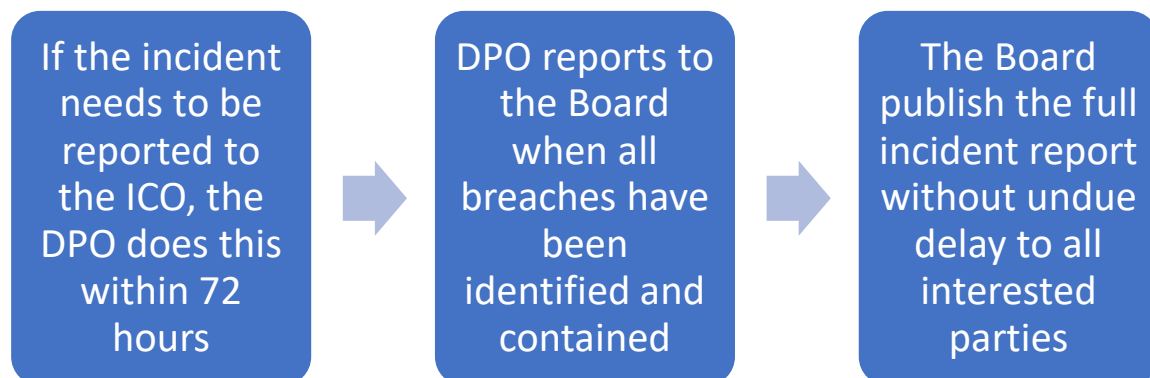 If the incident
needs to be
reported to
the ICO, the
DPO does this
within 72
hours
DPO reports to
the Board
when all
breaches have
been
identified and
contained
The Board
publish the full
incident report
without undue
delay to all
interested
parties